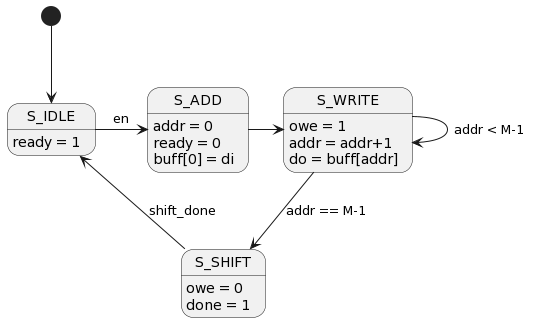 S_IDLE
ready = 1
en
S_ADD
addr = 0
ready = 0
buff[0] = di
S_WRITE
owe = 1
addr = addr+1
do = buff[addr]
addr < M-1
shift_done
addr == M-1
S_SHIFT
owe = 0
done = 1